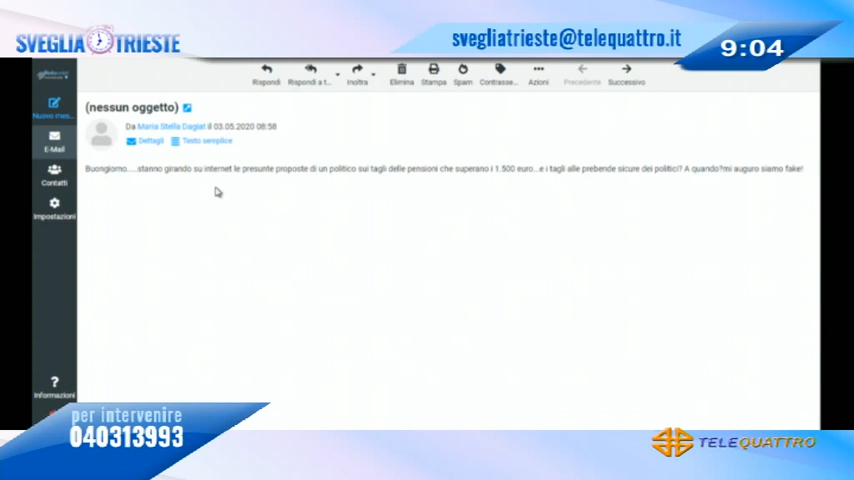 SVEGLIA TRIESTE
svegliatrieste@telequattro.it
9:04
Rispondi Rispondi a t... Inoltra Elimina Stampa Spam Contrasse... Azioni Precedente Successivo
Nuovo mes...
E-Mail
Contatti
Impostazioni
(nessun oggetto)
Da Maria Stella Dagiat il 03.05.2020 08:58
Dettagli Testo semplice
Buongiorno.....stanno girando su internet le presunte proposte di un politico sui tagli delle pensioni che superano i 1.500 euro...e i tagli alle prebende sicure dei politici? A quando?mi auguro siamo fake!
Informazioni
per intervenire
040313993
TELEQUATTRO